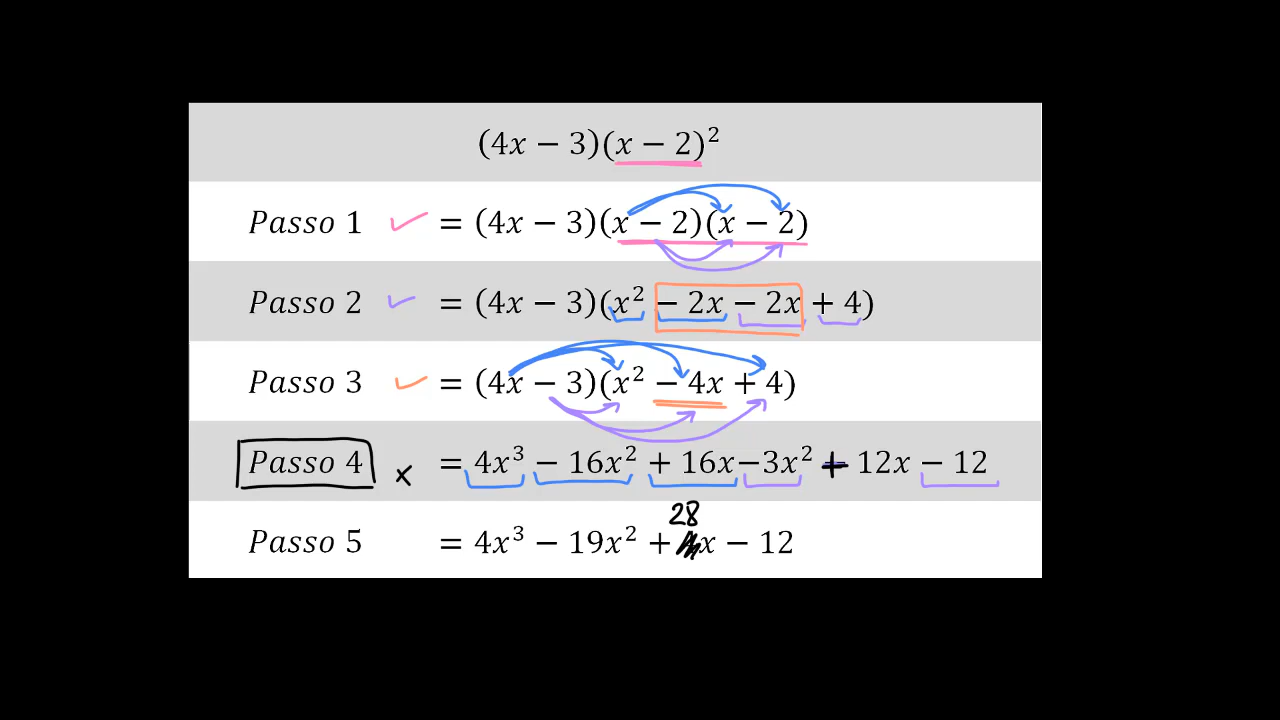 (4x − 3)(x − 2)²
Passo 1 ✓ = (4x − 3)(x − 2)(x − 2)
Passo 2 ✓ = (4x − 3)(x² − 2x − 2x + 4)
Passo 3 ✓ = (4x − 3)(x² − 4x + 4)
Passo 4 x = 4x³ − 16x² + 16x −3x² + 12x − 12
28
Passo 5 = 4x³ − 19x² + x − 12